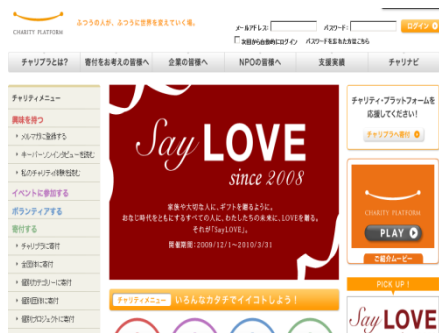 CHARITY PLATFORM
ふつうの人が、ふつうに世界を変えていく場。
メールアドレス:
パスワード:
ログイン
次回から自動的にログイン
パスワードを忘れた方はこちら
チャリプラとは?
寄付をお考えの皆様へ
企業の皆様へ
NPOの皆様へ
支援実績
チャリナビ
チャリティメニュー
興味を持つ
メルマガに登録する
キーパーソンインタビューを読む
私のチャリティ体験を読む
イベントに参加する
ボランティアする
寄付する
チャリプラに寄付
全団体に寄付
個別カテゴリーに寄付
個別団体に寄付
個別プロジェクトに寄付
Say LOVE
since 2008
家族や大切な人に、ギフトを贈るように。
おなじ時代をともにするすべての人に、わたしたちの未来に、LOVEを贈る。
それが「SayLOVE」。
開催期間:2009/12/1~2010/3/31
チャリティメニュー
いろんなカタチでイイコトしよう!
チャリティ・プラットフォームを
応援してください!
チャリプラへ寄付
CHARITY PLATFORM
PLAY
ご紹介ムービー
PICK UP!
Say LOVE